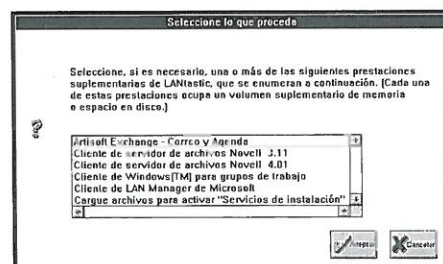 Seleccione lo que proceda
Seleccione, si es necesario, una o más de las siguientes prestaciones
suplementarias de LANtastic, que se enumeran a continuación. (Cada una
de estas prestaciones ocupa un volumen suplementario de memoria
o espacio en disco.)
Artisoft Exchange - Correo y Agenda
Cliente de servidor de archivos Novell 3.11
Cliente de servidor de archivos Novell 4.01
Cliente de Windows(TM) para grupos de trabajo
Cliente de LAN Manager de Microsoft
Cargue archivos para activar "Servicios de instalación"
Aceptar
Cancelar